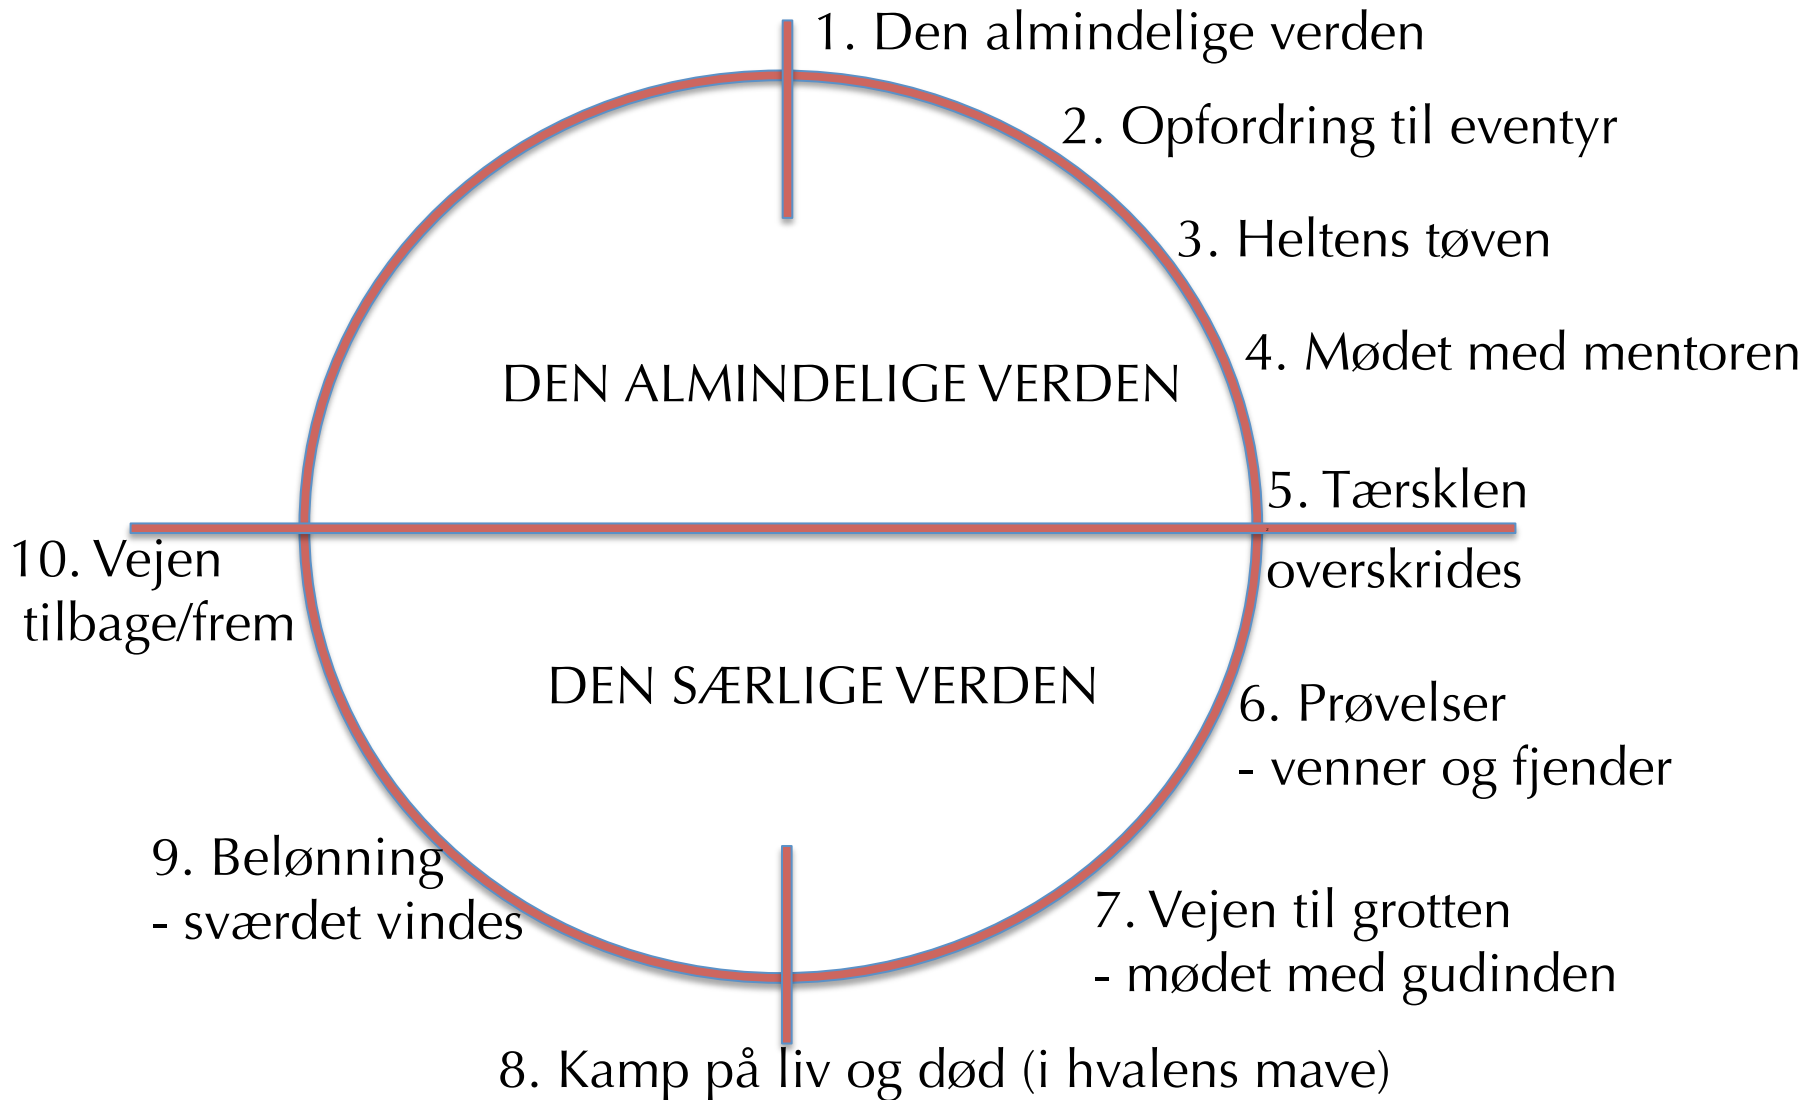 1. Den almindelige verden
2. Opfordring til eventyr
3. Heltens tøven
4. Mødet med mentoren
DEN ALMINDELIGE VERDEN
5. Tærsklen
overskrides
10. Vejen
tilbage/frem
DEN SÆRLIGE VERDEN
6. Prøvelser
- venner og fjender
9. Belønning
- sværdet vindes
7. Vejen til grotten
- mødet med gudinden
8. Kamp på liv og død (i hvalens mave)